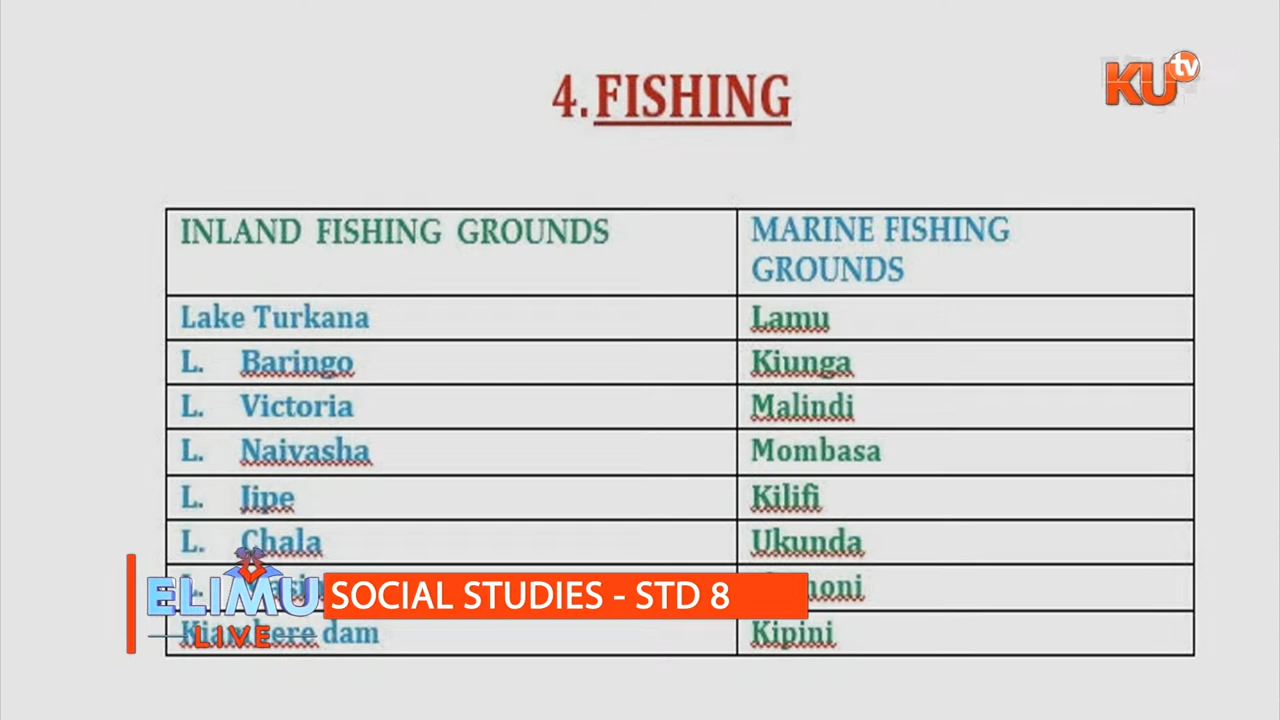 KU tv
4. FISHING
INLAND FISHING GROUNDS
MARINE FISHING
GROUNDS
Lake Turkana
Lamu
L. Baringo
Kiunga
L. Victoria
Malindi
L. Naivasha
Mombasa
L. Jipe
Kilifi
L. Chala
Ukunda
ELIMU
LIVE
SOCIAL STUDIES - STD 8
dam
Kipini